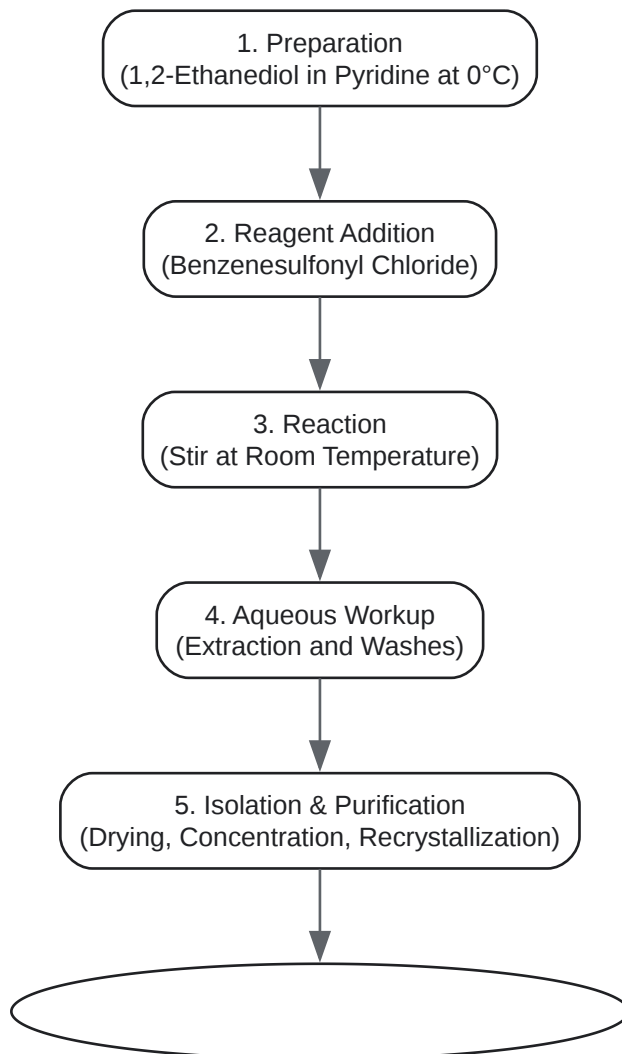 1. Preparation
(1,2-Ethanediol in Pyridine at 0°C)
2. Reagent Addition
(Benzenesulfonyl Chloride)
3. Reaction
(Stir at Room Temperature)
4. Aqueous Workup
(Extraction and Washes)
5. Isolation & Purification
(Drying, Concentration, Recrystallization)